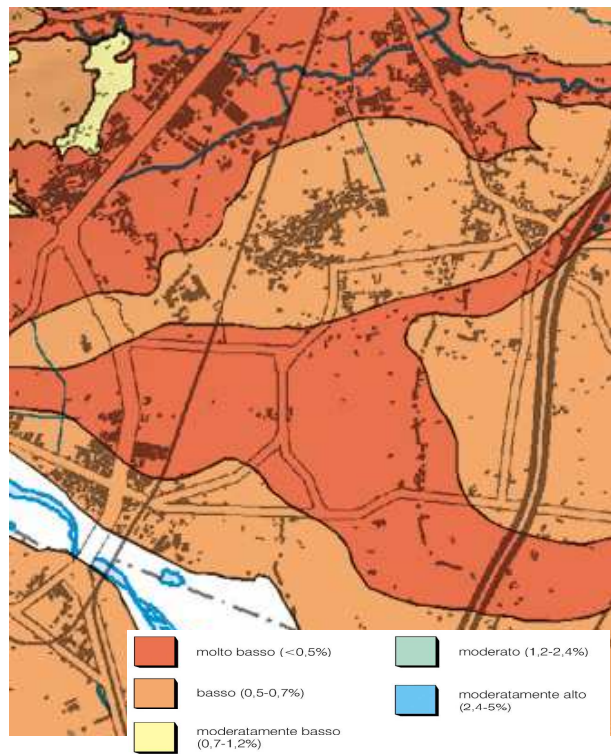 molto basso (<0,5%)
basso (0,5-0,7%)
moderatamente basso
(0,7-1,2%)
moderato (1,2-2,4%)
moderatamente alto
(2,4-5%)